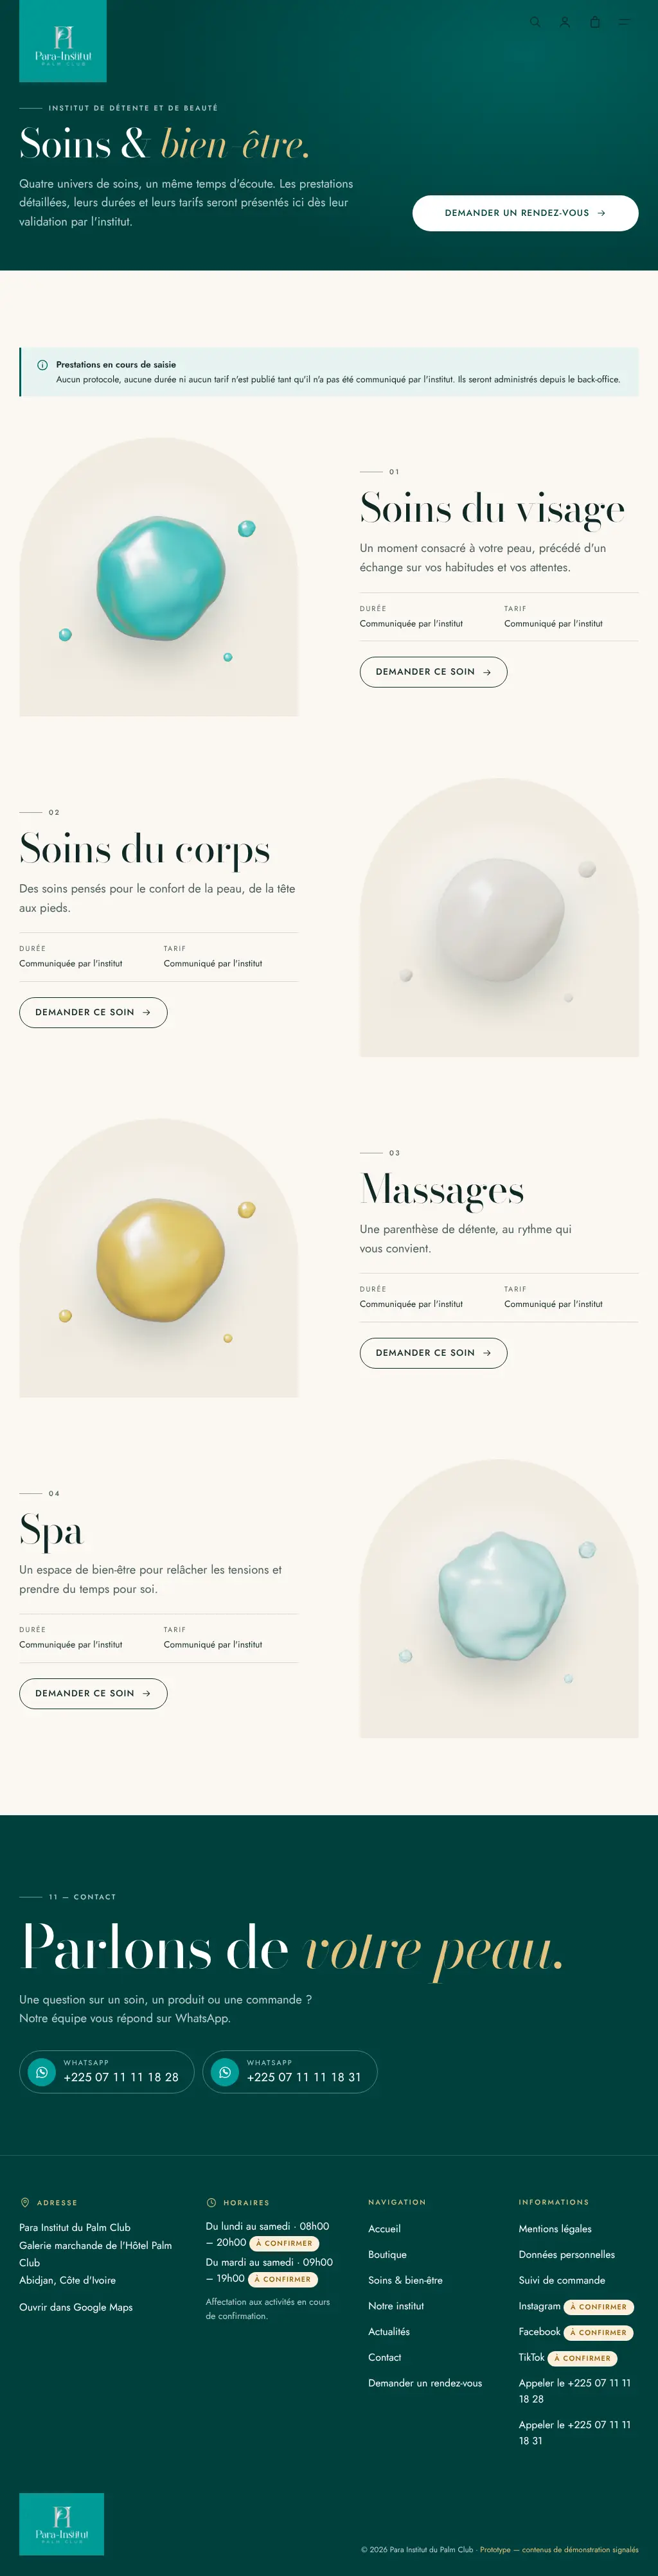 Para-Institut
PALM CLUB
INSTITUT DE DÉTENTE ET DE BEAUTÉ
Soins & bien-être.
Quatre univers de soins, un même temps d'écoute. Les prestations
détaillées, leurs durées et leurs tarifs seront présentés ici dès leur
validation par l'institut.
DEMANDER UN RENDEZ-VOUS →
Prestations en cours de saisie
Aucun protocole, aucune durée ni aucun tarif n'est publié tant qu'il n'a pas été communiqué par l'institut. Ils seront administrés depuis le back-office.
01
Soins du visage
Un moment consacré à votre peau, précédé d'un
échange sur vos habitudes et vos attentes.
DURÉE
TARIF
Communiquée par l'institut
Communiqué par l'institut
DEMANDER CE SOIN →
02
Soins du corps
Des soins pensés pour le confort de la peau, de la tête
aux pieds.
DURÉE
TARIF
Communiquée par l'institut
Communiqué par l'institut
DEMANDER CE SOIN →
03
Massages
Une parenthèse de détente, au rythme qui
vous convient.
DURÉE
TARIF
Communiquée par l'institut
Communiqué par l'institut
DEMANDER CE SOIN →
04
Spa
Un espace de bien-être pour relâcher les tensions et
prendre du temps pour soi.
DURÉE
TARIF
Communiquée par l'institut
Communiqué par l'institut
DEMANDER CE SOIN →
11 — CONTACT
Parlons de votre peau.
Une question sur un soin, un produit ou une commande ?
Notre équipe vous répond sur WhatsApp.
WHATSAPP
+225 07 11 11 18 28
WHATSAPP
+225 07 11 11 18 31
ADRESSE
Para Institut du Palm Club
Galerie marchande de l'Hôtel Palm
Club
Abidjan, Côte d'Ivoire
Ouvrir dans Google Maps
HORAIRES
Du lundi au samedi · 08h00
– 20h00 À CONFIRMER
Du mardi au samedi · 09h00
– 19h00 À CONFIRMER
Affectation aux activités en cours
de confirmation.
NAVIGATION
Accueil
Boutique
Soins & bien-être
Notre institut
Actualités
Contact
Demander un rendez-vous
INFORMATIONS
Mentions légales
Données personnelles
Suivi de commande
Instagram À CONFIRMER
Facebook À CONFIRMER
TikTok À CONFIRMER
Appeler le +225 07 11 11
18 28
Appeler le +225 07 11 11
18 31
Para-Institut
PALM CLUB
© 2026 Para Institut du Palm Club · Prototype — contenus de démonstration signalés